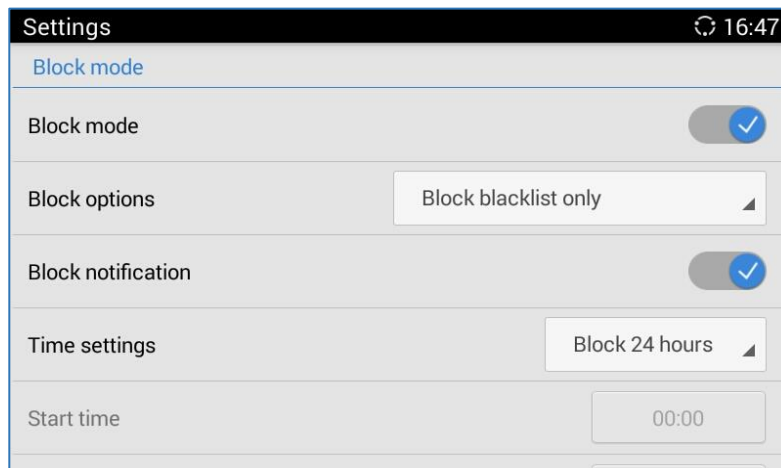 Settings 16:47
Block mode
Block mode
Block options Block blacklist only
Block notification
Time settings Block 24 hours
Start time 00:00